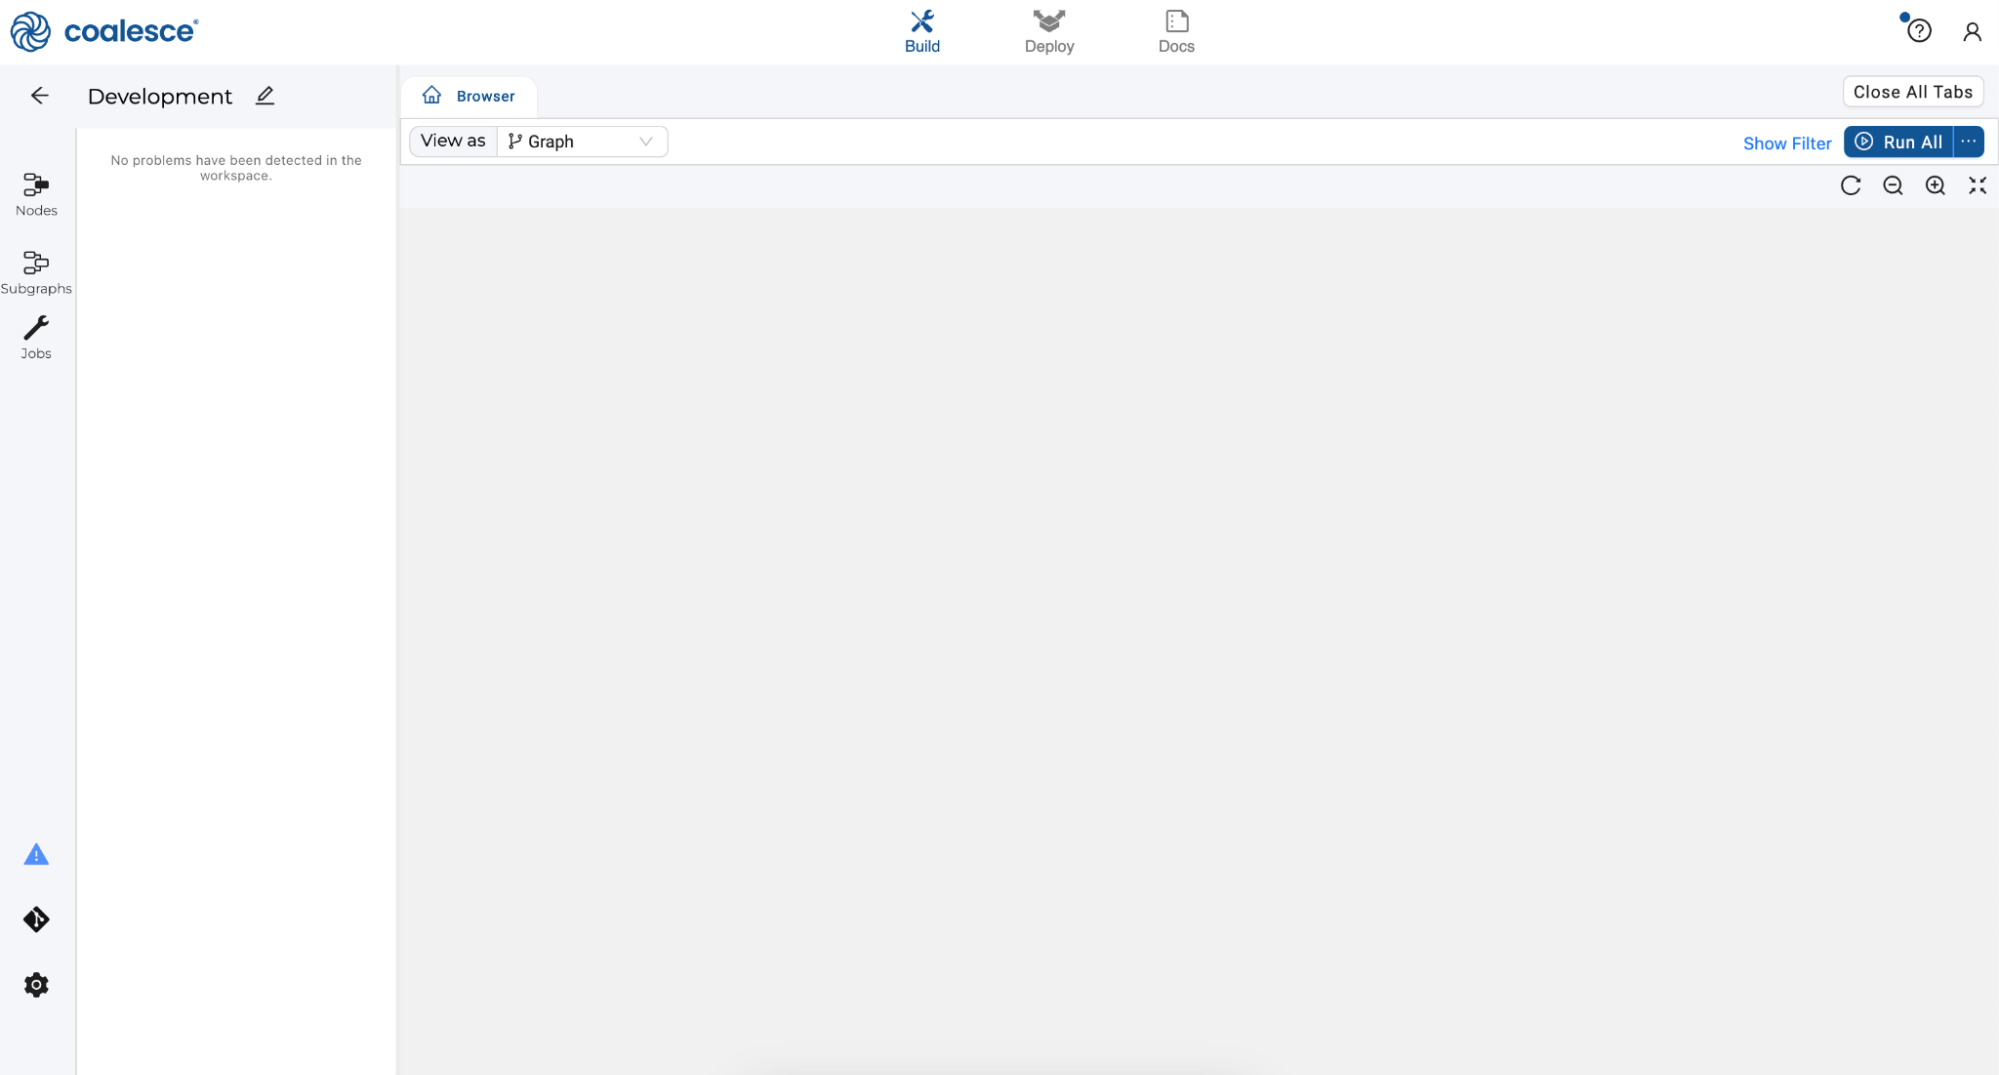 coalesce®
Build
Deploy
Docs
Development
Browser
Close All Tabs
View as
Graph
Show Filter
Run All
No problems have been detected in the
workspace.
Nodes
Subgraphs
Jobs